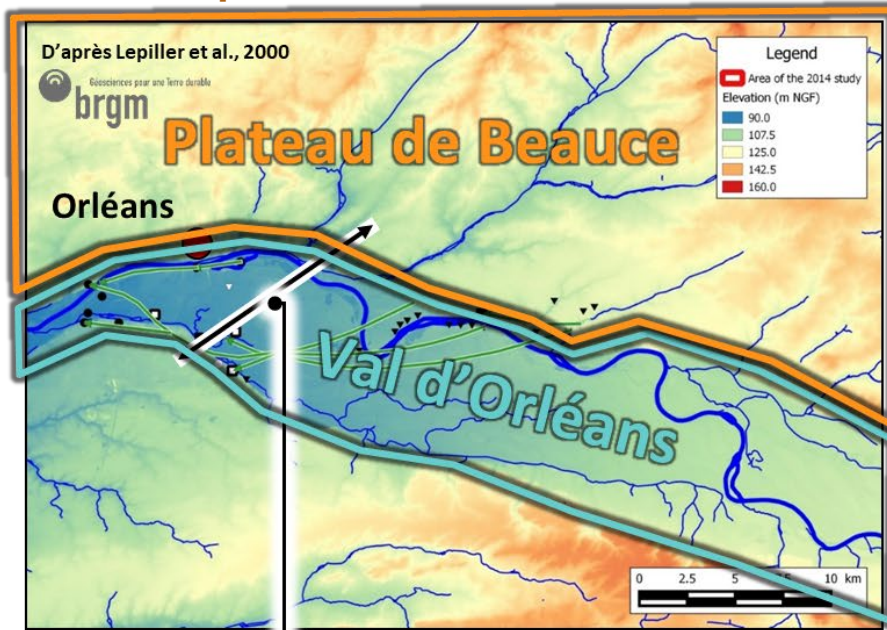 D'après Lepiller et al., 2000
Géosciences pour une Terre durable
brgm
Legend
Area of the 2014 study
Elevation (m NGF)
90.0
107.5
125.0
142.5
160.0
Plateau de Beauce
Orléans
Val d'Orléans
0 2.5 5 7.5 10 km